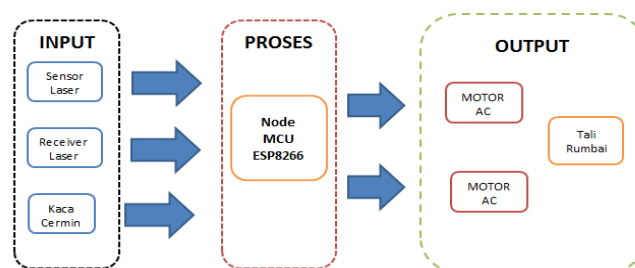 INPUT
Sensor
Laser
Receiver
Laser
Kaca
Cermin
PROSES
Node
MCU
ESP8266
OUTPUT
MOTOR
AC
MOTOR
AC
Tali
Rumbai